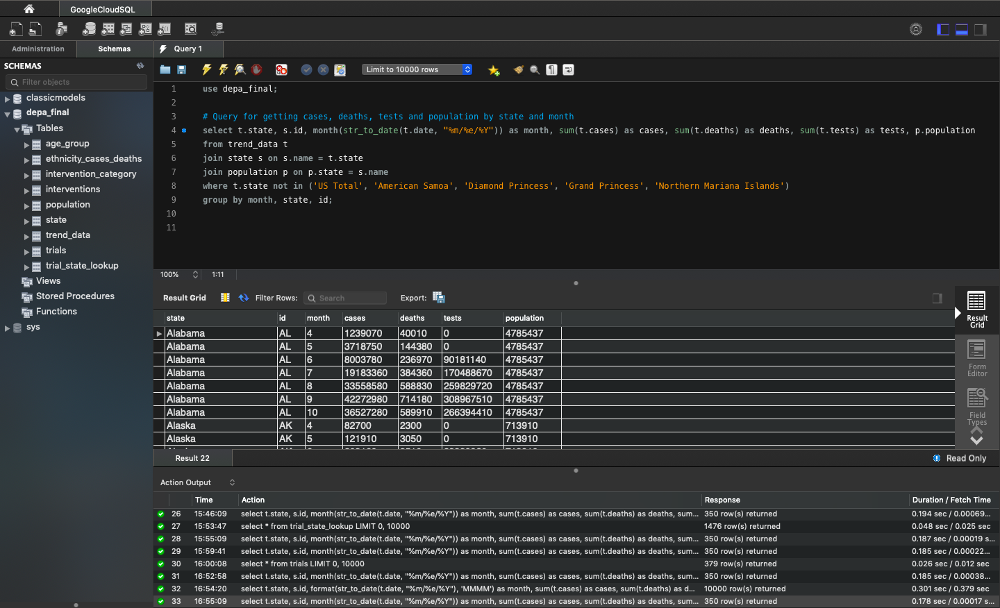 GoogleCloudSQL
Administration
Schemas
Query 1
SCHEMAS
Filter objects
classicmodels
depa_final
Tables
age_group
ethnicity_cases_deaths
intervention_category
interventions
population
state
trend_data
trials
trial_state_lookup
Views
Stored Procedures
Functions
sys
Limit to 10000 rows
1 use depa_final;
2
3 # Query for getting cases, deaths, tests and population by state and month
4 select t.state, s.id, month(str_to_date(t.date, "%m/%e/%Y")) as month, sum(t.cases) as cases, sum(t.deaths) as deaths, sum(t.tests) as tests, p.population
5 from trend_data t
6 join state s on s.name = t.state
7 join population p on p.state = s.name
8 where t.state not in ('US Total', 'American Samoa', 'Diamond Princess', 'Grand Princess', 'Northern Mariana Islands')
9 group by month, state, id;
10
11
100% 1:11
Result Grid Filter Rows: Search Export:
state id month cases deaths tests population
Alabama AL 4 1239070 40010 0 4785437
Alabama AL 5 3718750 144380 0 4785437
Alabama AL 6 8003780 236970 90181140 4785437
Alabama AL 7 19183360 384360 170488670 4785437
Alabama AL 8 33558580 588830 259829720 4785437
Alabama AL 9 42272980 714180 308967510 4785437
Alabama AL 10 36527280 589910 266394410 4785437
Alaska AK 4 82700 2300 0 713910
Alaska AK 5 121910 3050 0 713910
Result
Grid
Form
Editor
Field
Types
Result 22
Read Only
Action Output
Time Action Response Duration / Fetch Time
26 15:46:09 select t.state, s.id, month(str_to_date(t.date, "%m/%e/%Y")) as month, sum(t.cases) as cases, sum(t.deaths) as deaths, sum... 350 row(s) returned 0.194 sec / 0.00069...
27 15:53:47 select * from trial_state_lookup LIMIT 0, 10000 1476 row(s) returned 0.048 sec / 0.025 sec
28 15:55:09 select t.state, s.id, month(str_to_date(t.date, "%m/%e/%Y")) as month, sum(t.cases) as cases, sum(t.deaths) as deaths, sum... 350 row(s) returned 0.187 sec / 0.00019 s...
29 15:59:41 select t.state, s.id, month(str_to_date(t.date, "%m/%e/%Y")) as month, sum(t.cases) as cases, sum(t.deaths) as deaths, sum... 350 row(s) returned 0.185 sec / 0.00022...
30 16:00:08 select * from trials LIMIT 0, 10000 379 row(s) returned 0.026 sec / 0.012 sec
31 16:52:58 select t.state, s.id, month(str_to_date(t.date, "%m/%e/%Y")) as month, sum(t.cases) as cases, sum(t.deaths) as deaths, sum... 350 row(s) returned 0.185 sec / 0.00038...
32 16:54:20 select t.state, s.id, format(str_to_date(t.date, "%m/%e/%Y"), 'MMMM') as month, sum(t.cases) as cases, sum(t.deaths) as d... 10000 row(s) returned 0.301 sec / 0.379 sec
33 16:55:09 select t.state, s.id, month(str_to_date(t.date, "%m/%e/%Y")) as month, sum(t.cases) as cases, sum(t.deaths) as deaths, sum... 350 row(s) returned 0.178 sec / 0.00017 s...